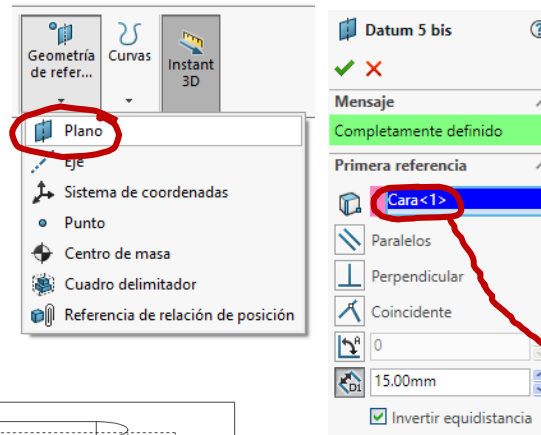 Geometría
de refer...
Curvas
Instant
3D
Plano
Eje
Sistema de coordenadas
Punto
Centro de masa
Cuadro delimitador
Referencia de relación de posición
Datum 5 bis
Mensaje
Completamente definido
Primera referencia
Cara<1>
Paralelos
Perpendicular
Coincidente
0
15.00mm
Invertir equidistancia